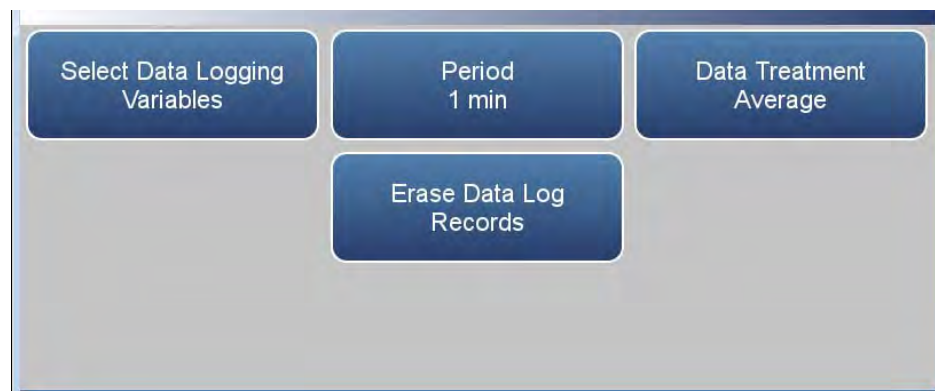 Select Data Logging
Variables
Period
1 min
Data Treatment
Average
Erase Data Log
Records